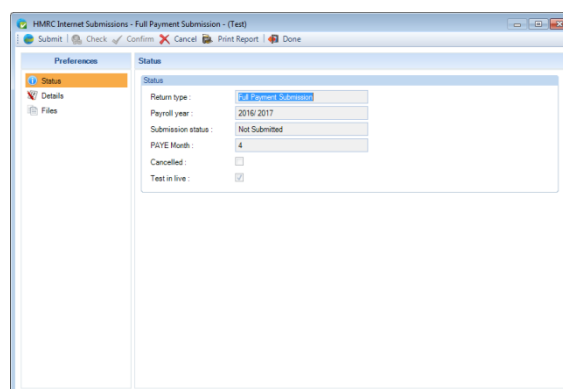 HMRC Internet Submissions - Full Payment Submission - (Test)
Submit Check Confirm Cancel Print Report Done
Preferences
Status
Details
Files
Status
Status
Return type : Full Payment Submission
Payroll year : 2016/ 2017
Submission status : Not Submitted
PAYE Month : 4
Cancelled :
Test in live :